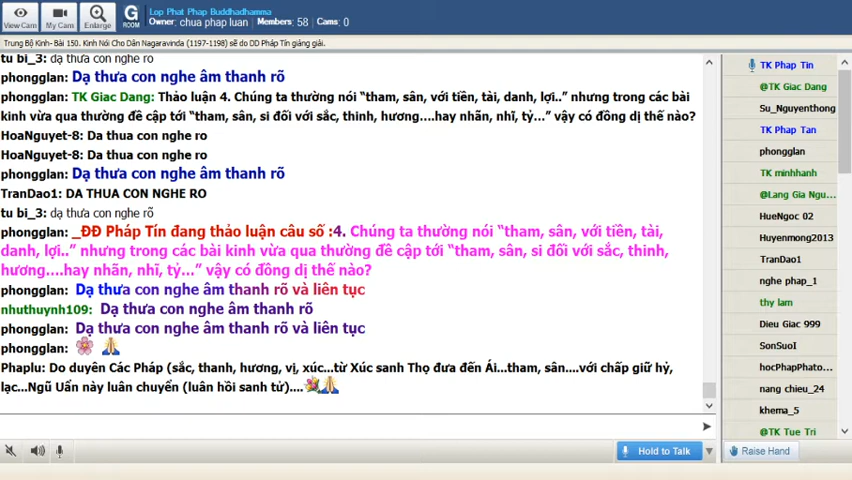 Lop Phat Phap Buddhadhamma
Owner: chua phap luan Members: 58 Cams: 0
View Cam My Cam Enlarge G ROOM
Trung Bộ Kinh- Bài 150. Kinh Nói Cho Dân Nagaravinda (1197-1198) sẽ do DD Pháp Tín giảng giải.
tu bi_3: dạ thưa con nghe rõ
phongglan: Dạ thưa con nghe âm thanh rõ
phongglan: TK Giac Dang: Thảo luận 4. Chúng ta thường nói “tham, sân, với tiền, tài, danh, lợi..” nhưng trong các bài
kinh vừa qua thường đề cập tới “tham, sân, si đối với sắc, thinh, hương....hay nhãn, nhĩ, tỷ...” vậy có đồng dị thế nào?
HoaNguyet-8: Da thua con nghe ro
HoaNguyet-8: Da thua con nghe ro
phongglan: Dạ thưa con nghe âm thanh rõ
TranDao1: DA THUA CON NGHE RO
tu bi_3: dạ thưa con nghe rõ
phongglan: _ĐĐ Pháp Tín đang thảo luận câu số :4. Chúng ta thường nói “tham, sân, với tiền, tài,
danh, lợi..” nhưng trong các bài kinh vừa qua thường đề cập tới “tham, sân, si đối với sắc, thinh,
hương....hay nhãn, nhĩ, tỷ...” vậy có đồng dị thế nào?
phongglan: Dạ thưa con nghe âm thanh rõ và liên tục
nhuthuynh109: Dạ thưa con nghe âm thanh rõ
phongglan: Dạ thưa con nghe âm thanh rõ và liên tục
phongglan:
Phaplu: Do duyên Các Pháp (sắc, thanh, hương, vị, xúc...từ Xúc sanh Thọ đưa đến Ái...tham, sân....với chấp giữ hỷ,
lạc...Ngũ Uẩn này luân chuyển (luân hồi sanh tử)....
TK Phap Tin
@TK Giac Dang
Su_Nguyenthong
TK Phap Tan
phongglan
TK minhhanh
@Lang Gia Ngu...
HueNgoc 02
Huyenmong2013
TranDao1
nghe phap_1
thy lam
Dieu Giac 999
SonSuoI
hocPhapPhato...
nang chieu_24
khema_5
@TK Tue Tri
Hold to Talk
Raise Hand